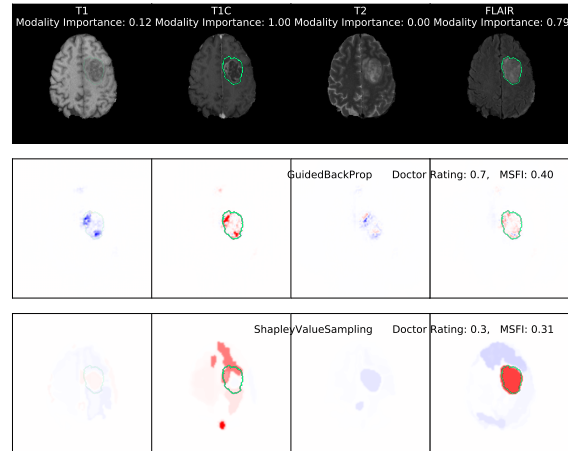 T1 T1C T2 FLAIR
Modality Importance: 0.12 Modality Importance: 1.00 Modality Importance: 0.00 Modality Importance: 0.79
GuidedBackProp Doctor Rating: 0.7, MSFI: 0.40
ShapleyValueSampling Doctor Rating: 0.3, MSFI: 0.31